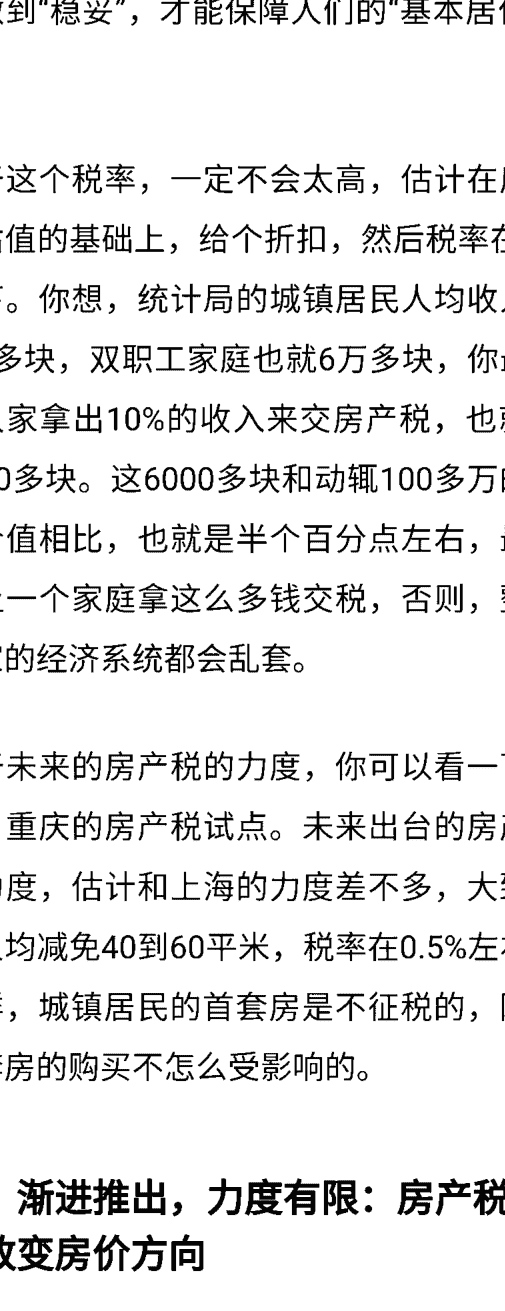 到“稳妥”，才能保障人们的“基本居
这个税率，一定不会太高，估计在
值的基础上，给个折扣，然后税率在
。你想，统计局的城镇居民人均收
多块，双职工家庭也就6万多块，你
家拿出10%的收入来交房产税，也
0多块。这6000多块和动辄100多万
值相比，也就是半个百分点左右，
一个家庭拿这么多钱交税，否则，
的经济系统都会乱套。
未来的房产税的力度，你可以看一
重庆的房产税试点。未来出台的房
度，估计和上海的力度差不多，大
均减免40到60平米，税率在0.5%左
，城镇居民的首套房是不征税的，
房的购买不怎么受影响的。
渐进推出，力度有限：房产税
改变房价方向